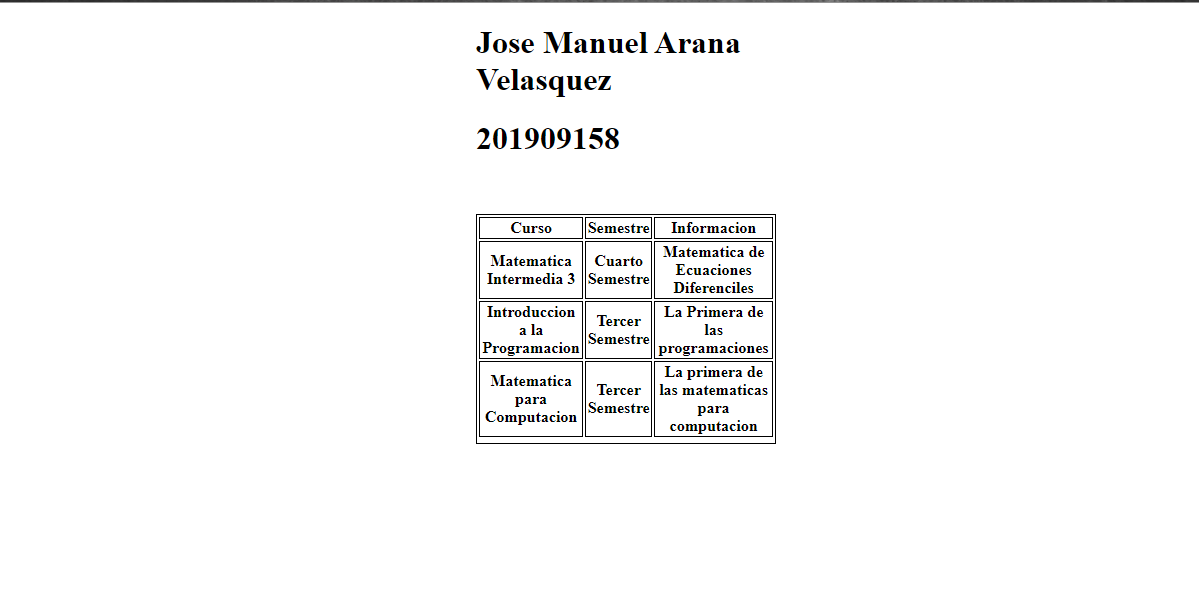 Jose Manuel Arana
Velasquez
201909158
Curso Semestre Informacion
Matematica
Intermedia 3
Cuarto
Semestre
Matematica de
Ecuaciones
Diferenciles
Introduccion
a la
Programacion
Tercer
Semestre
La Primera de
las
programaciones
Matematica
para
Computacion
Tercer
Semestre
La primera de
las matematicas
para
computacion